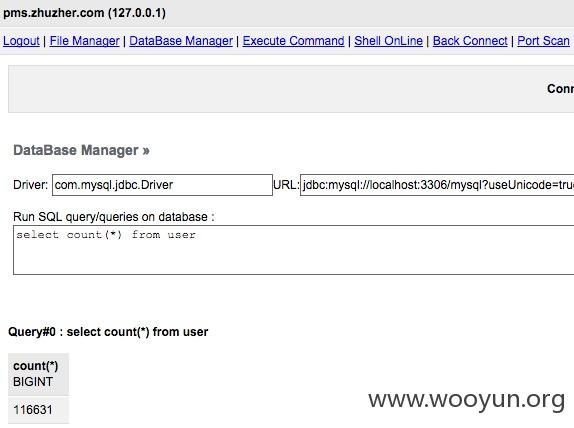 pms.zhuzher.com (127.0.0.1)
Logout | File Manager | DataBase Manager | Execute Command | Shell OnLine | Back Connect | Port Scan
Conn
DataBase Manager »
Driver: com.mysql.jdbc.Driver URL: jdbc:mysql://localhost:3306/mysql?useUnicode=true
Run SQL query/queries on database :
select count(*) from user
Query#0 : select count(*) from user
count(*)
BIGINT
116631
www.wooyun.org